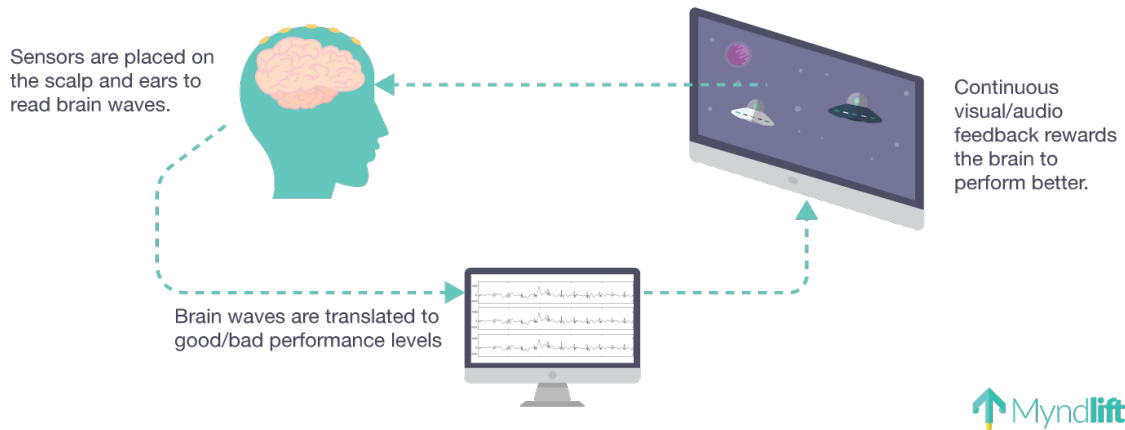 Sensors are placed on
the scalp and ears to
read brain waves.
Continuous
visual/audio
feedback rewards
the brain to
perform better.
Brain waves are translated to
good/bad performance levels
Myndlift